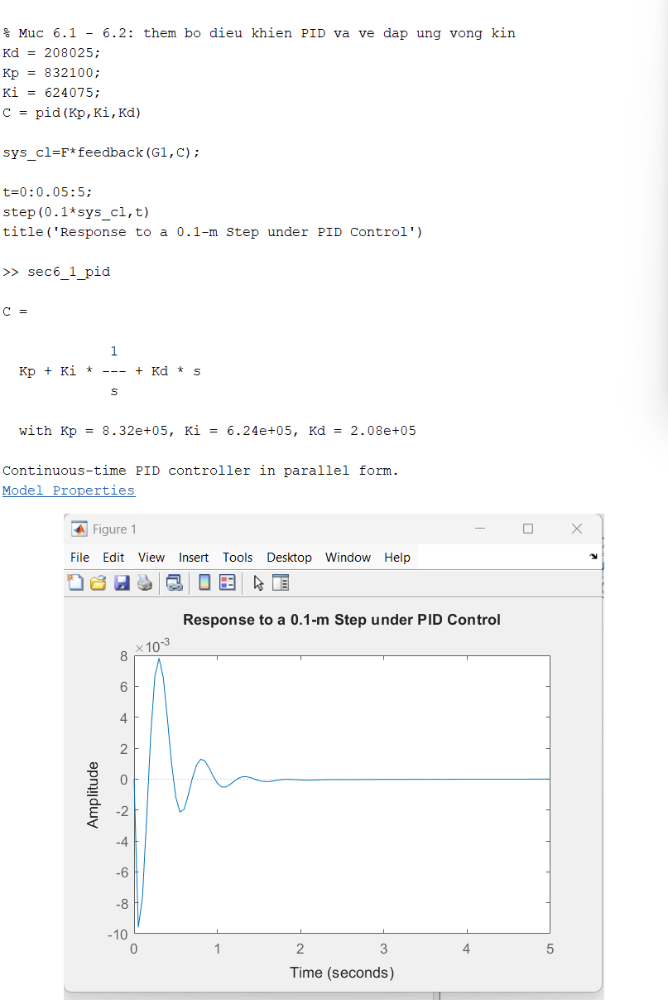 % Muc 6.1 - 6.2: them bo dieu khien PID va ve dap ung vong kin
Kd = 208025;
Kp = 832100;
Ki = 624075;
C = pid(Kp,Ki,Kd)
sys_cl=F*feedback(G1,C);
t=0:0.05:5;
step(0.1*sys_cl,t)
title('Response to a 0.1-m Step under PID Control')
>> sec6_1_pid
C =
1
Kp + Ki * --- + Kd * s
s
with Kp = 8.32e+05, Ki = 6.24e+05, Kd = 2.08e+05
Continuous-time PID controller in parallel form.
Model Properties
Figure 1
File Edit View Insert Tools Desktop Window Help
Response to a 0.1-m Step under PID Control
×10-3
8
6
4
2
0
-2
-4
-6
-8
-10
Amplitude
0 1 2 3 4 5
Time (seconds)